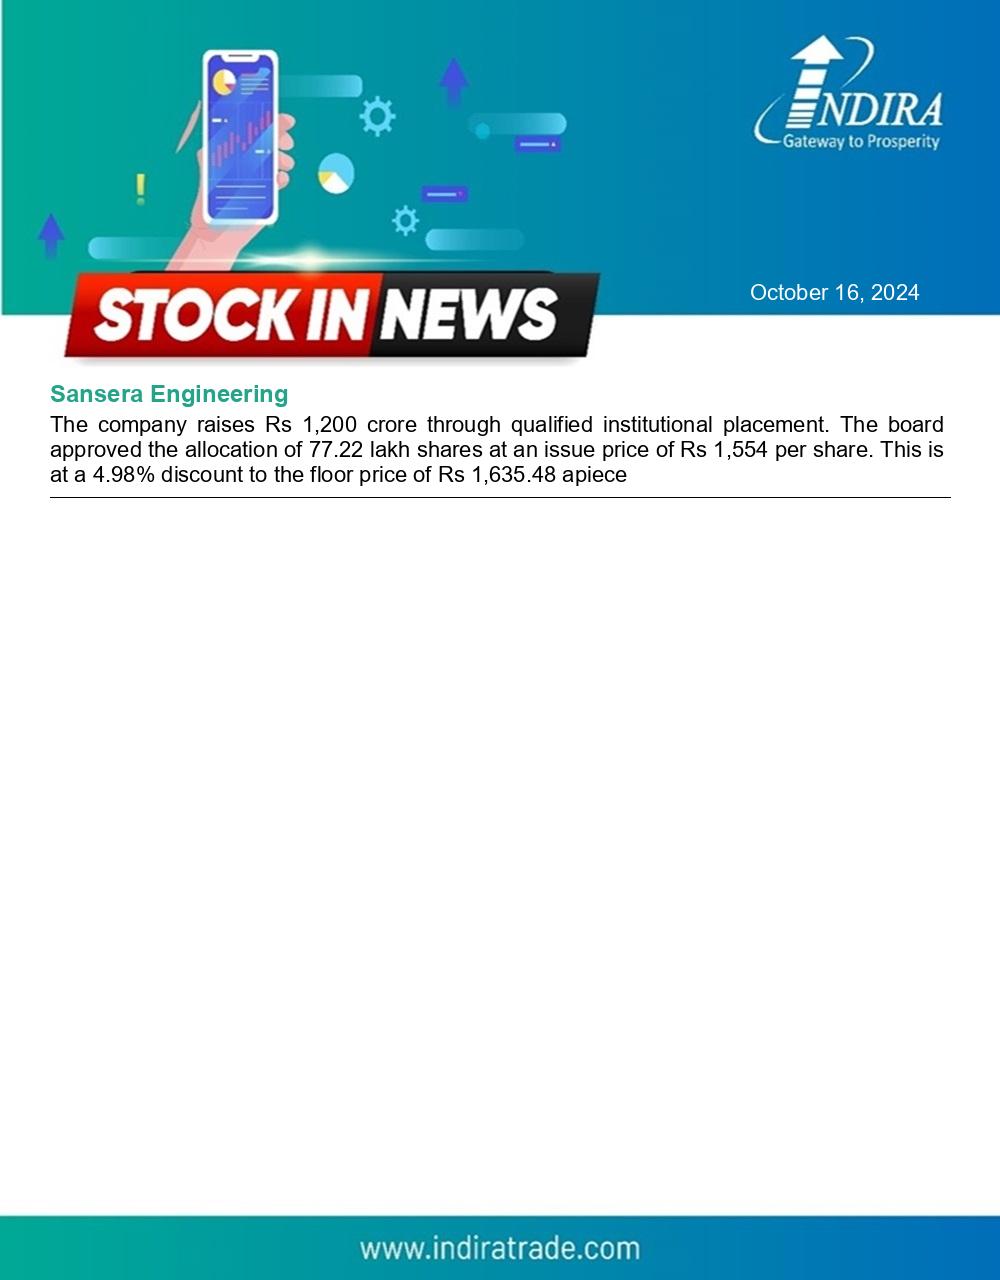 INDIRA
Gateway to Prosperity
October 16, 2024
STOCK IN NEWS
Sansera Engineering
The company raises Rs 1,200 crore through qualified institutional placement. The board
approved the allocation of 77.22 lakh shares at an issue price of Rs 1,554 per share. This is
at a 4.98% discount to the floor price of Rs 1,635.48 apiece
www.indiratrade.com